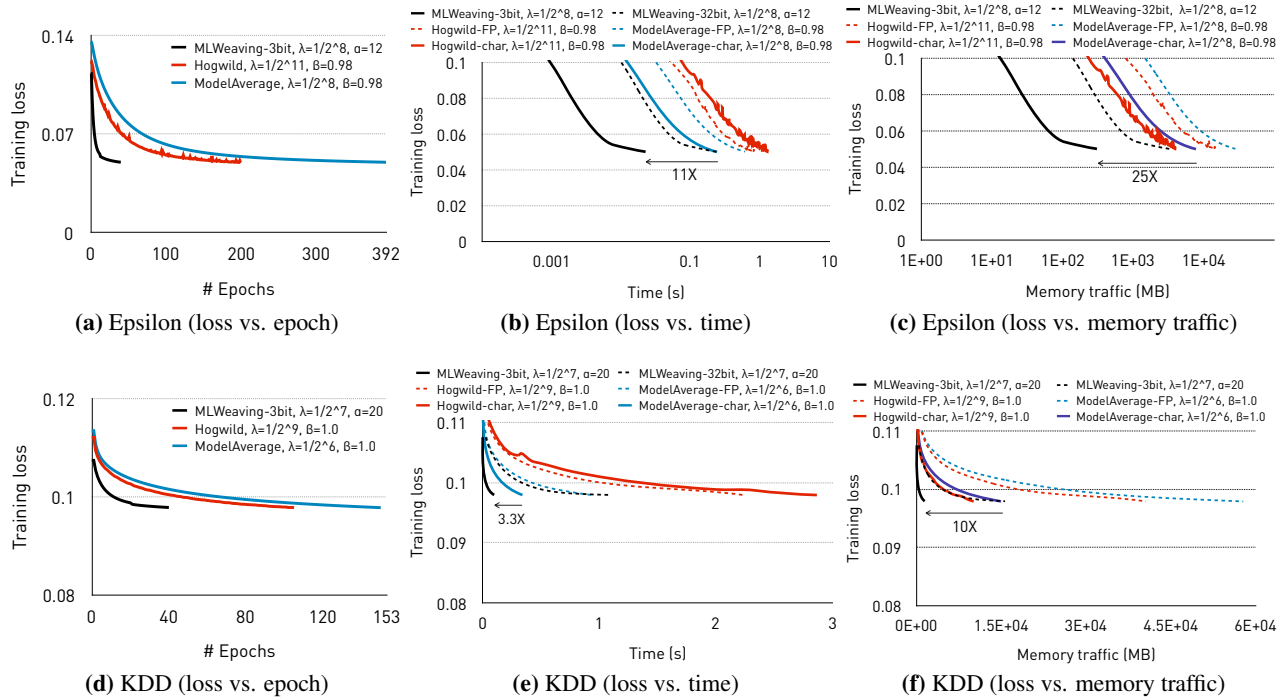 MLWeaving-3bit, λ=1/2^8, α=12
Hogwild, λ=1/2^11, β=0.98
ModelAverage, λ=1/2^8, β=0.98
Training loss
0.14
0.07
0
0 100 200 300 392
# Epochs
(a) Epsilon (loss vs. epoch)
MLWeaving-3bit, λ=1/2^8, α=12 MLWeaving-32bit, λ=1/2^8, α=12
Hogwild-FP, λ=1/2^11, β=0.98 ModelAverage-FP, λ=1/2^8, β=0.98
Hogwild-char, λ=1/2^11, β=0.98 ModelAverage-char, λ=1/2^8, β=0.98
Training loss
0.1
0.08
0.06
0.04
0.02
0
11X
0.001 0.1 1 10
Time (s)
(b) Epsilon (loss vs. time)
MLWeaving-3bit, λ=1/2^8, α=12 MLWeaving-32bit, λ=1/2^8, α=12
Hogwild-FP, λ=1/2^11, β=0.98 ModelAverage-FP, λ=1/2^8, β=0.98
Hogwild-char, λ=1/2^11, β=0.98 ModelAverage-char, λ=1/2^8, β=0.98
Training loss
0.1
0.08
0.06
0.04
0.02
0
25X
1E+00 1E+01 1E+02 1E+03 1E+04
Memory traffic (MB)
(c) Epsilon (loss vs. memory traffic)
MLWeaving-3bit, λ=1/2^7, α=20
Hogwild, λ=1/2^9, β=1.0
ModelAverage, λ=1/2^6, β=1.0
Training loss
0.12
0.1
0.08
0 40 80 120 153
# Epochs
(d) KDD (loss vs. epoch)
MLWeaving-3bit, λ=1/2^7, α=20 MLWeaving-32bit, λ=1/2^7, α=20
Hogwild-FP, λ=1/2^9, β=1.0 ModelAverage-FP, λ=1/2^6, β=1.0
Hogwild-char, λ=1/2^9, β=1.0 ModelAverage-char, λ=1/2^6, β=1.0
Training loss
0.11
0.1
0.09
0.08
3.3X
0 1 2 3
Time (s)
(e) KDD (loss vs. time)
MLWeaving-3bit, λ=1/2^7, α=20 MLWeaving-32bit, λ=1/2^7, α=20
Hogwild-FP, λ=1/2^9, β=1.0 ModelAverage-FP, λ=1/2^6, β=1.0
Hogwild-char, λ=1/2^9, β=1.0 ModelAverage-char, λ=1/2^6, β=1.0
Training loss
0.11
0.1
0.09
0.08
10X
0E+00 1.5E+04 3E+04 4.5E+04 6E+04
Memory traffic (MB)
(f) KDD (loss vs. memory traffic)